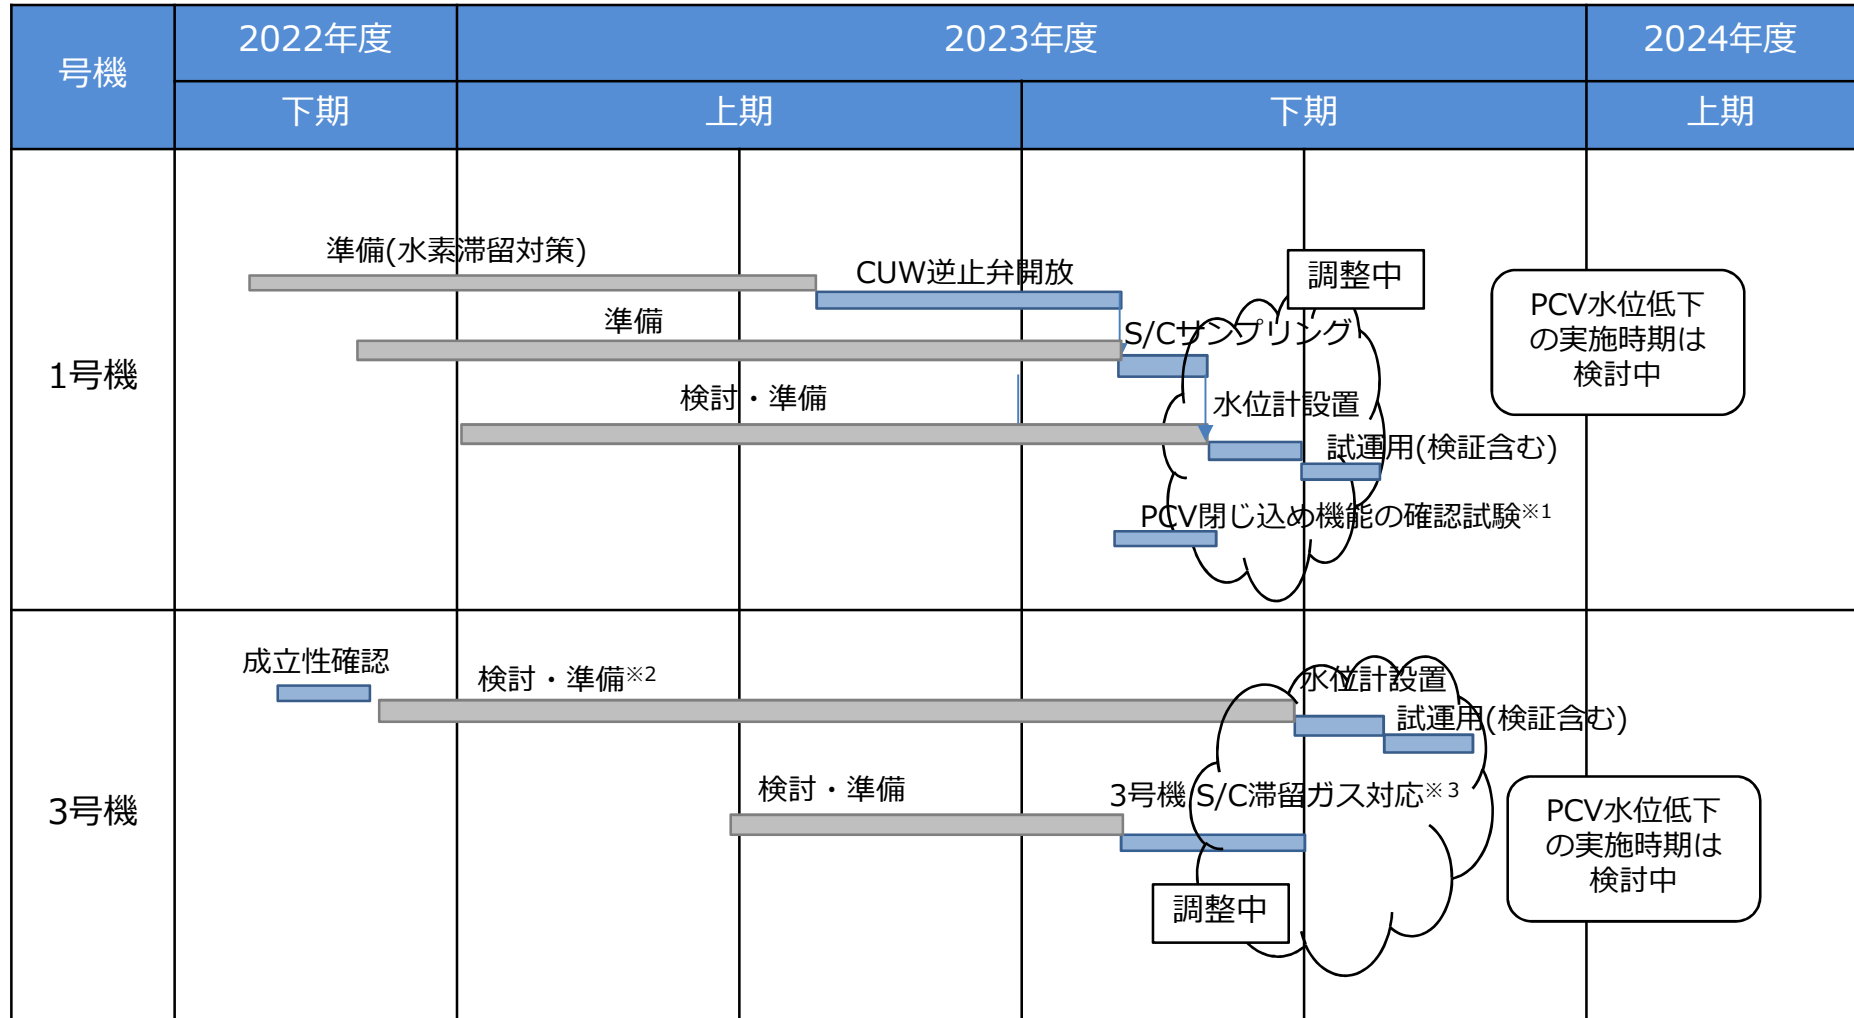 号機
2022年度
2023年度
2024年度
下期
上期
下期
上期
1号機
準備(水素滞留対策)
CUW逆止弁開放
調整中
準備
S/Cサンプリング
検討・準備
水位計設置
試運用(検証含む)
PCV閉じ込め機能の確認試験※1
PCV水位低下
の実施時期は
検討中
3号機
成立性確認
検討・準備※2
水位計設置
試運用(検証含む)
検討・準備
3号機 S/C滞留ガス対応※3
調整中
PCV水位低下
の実施時期は
検討中